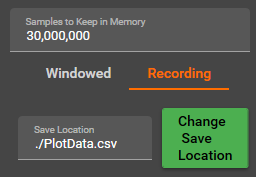 Samples to Keep in Memory
30,000,000
Windowed Recording
Save Location
./PlotData.csv
Change
Save
Location